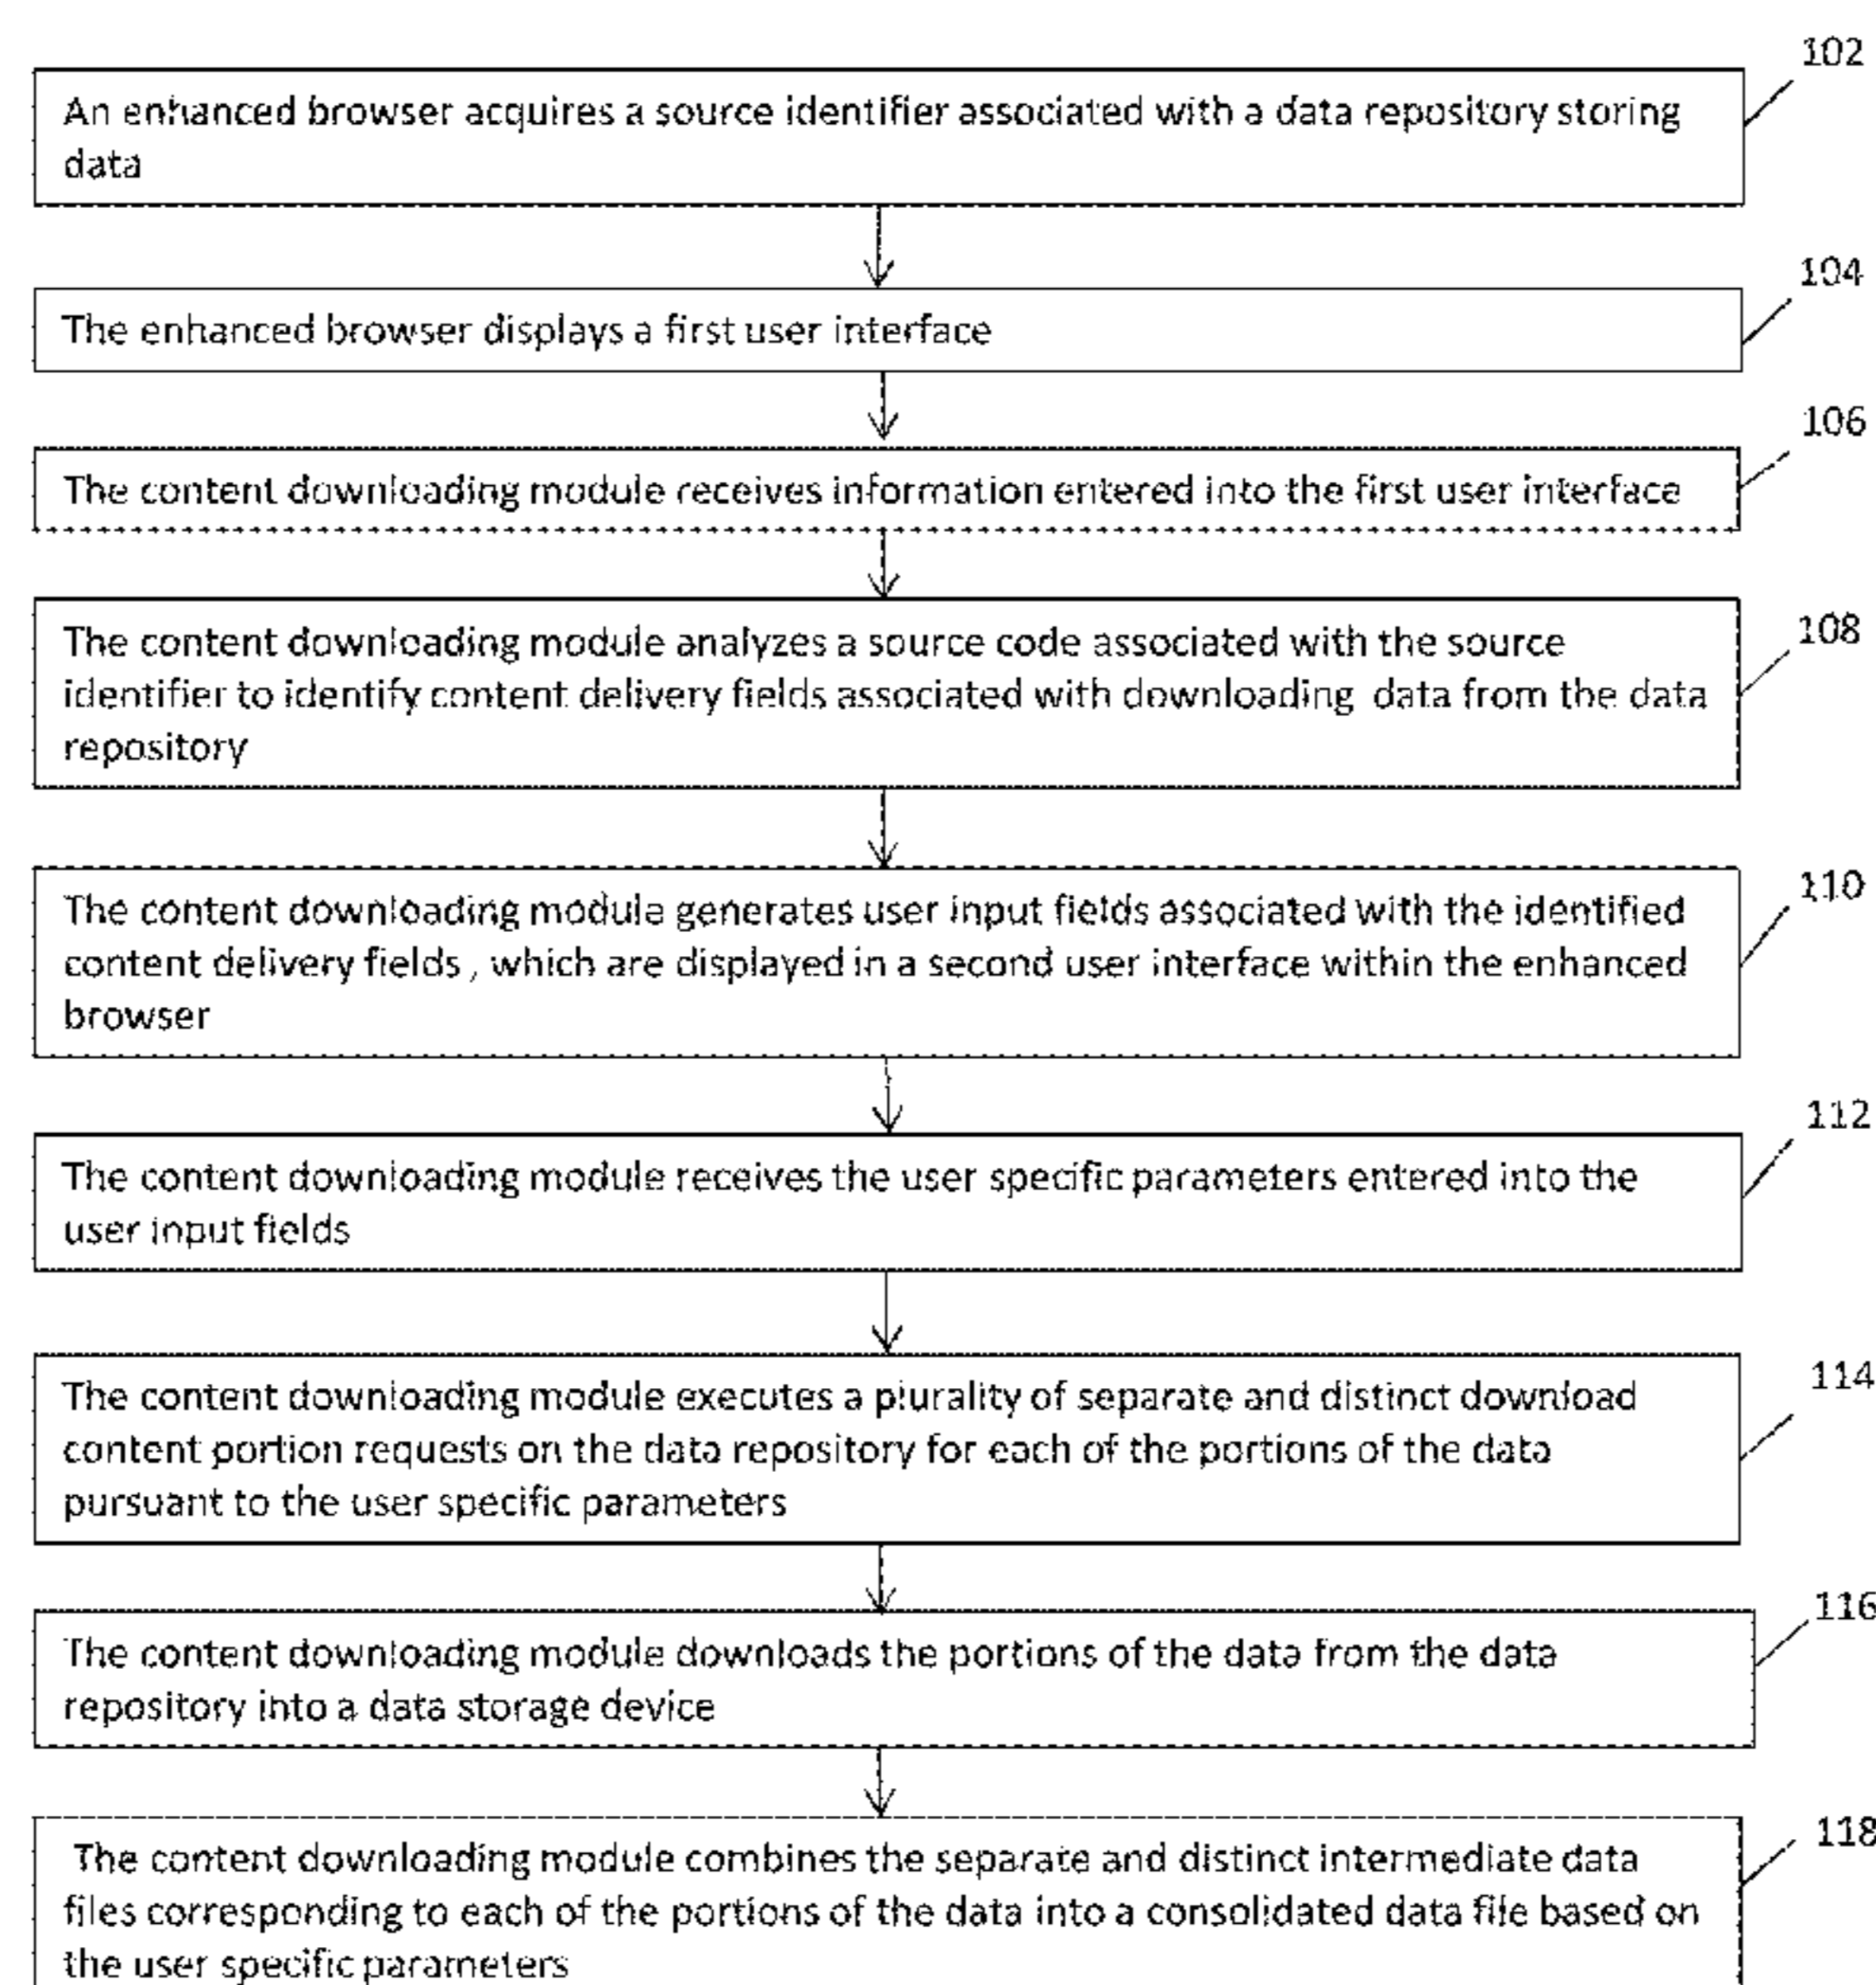 102
An enhanced browser acquires a source identifier associated with a data repository storing
data
104
The enhanced browser displays a first user interface
106
The content downloading module receives information entered into the first user interface
108
The content downloading module analyzes a source code associated with the source
identifier to identify content delivery fields associated with downloading data from the data
repository
110
The content downloading module generates user input fields associated with the identified
content delivery fields , which are displayed in a second user interface within the enhanced
browser
112
The content downloading module receives the user specific parameters entered into the
user input fields
114
The content downloading module executes a plurality of separate and distinct download
content portion requests on the data repository for each of the portions of the data
pursuant to the user specific parameters
116
The content downloading module downloads the portions of the data from the data
repository into a data storage device
118
The content downloading module combines the separate and distinct intermediate data
files corresponding to each of the portions of the data into a consolidated data file based on
the user specific parameters